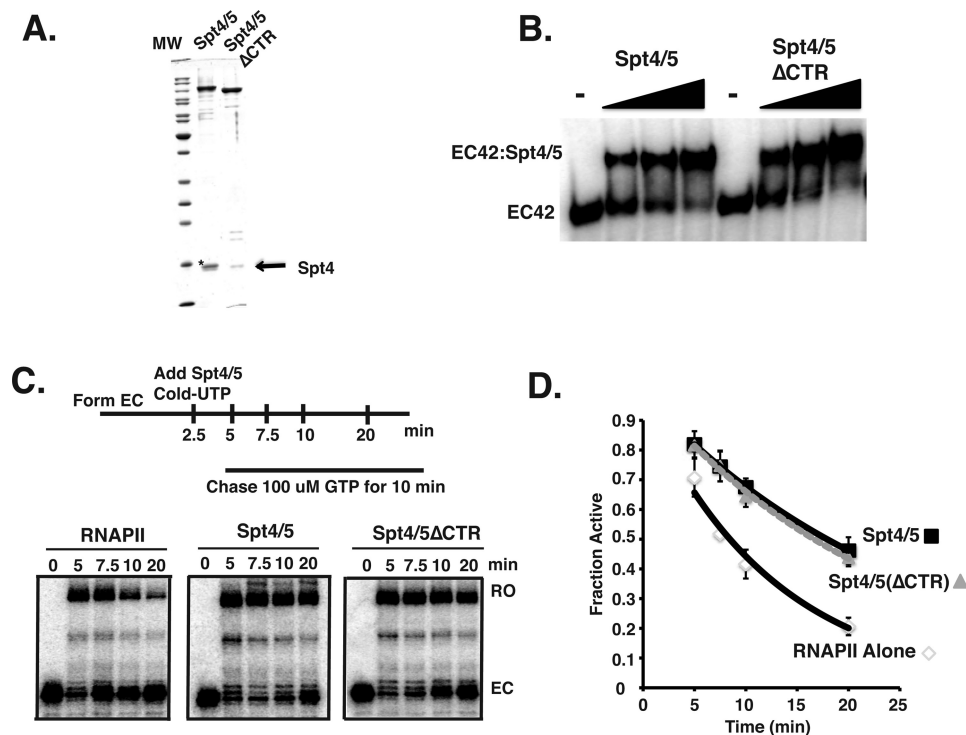 A.
MW Spt4/5 Spt4/5 ΔCTR
*
Spt4
B.
Spt4/5
Spt4/5 ΔCTR
- -
EC42:Spt4/5
EC42
C.
Form EC
Add Spt4/5
Cold-UTP
2.5 5 7.5 10 20 min
Chase 100 uM GTP for 10 min
RNAPII Spt4/5 Spt4/5ΔCTR
0 5 7.5 10 20 0 5 7.5 10 20 0 5 7.5 10 20 min
RO
EC
D.
Fraction Active
0.9
0.8
0.7
0.6
0.5
0.4
0.3
0.2
0.1
0
0 5 10 15 20 25
Time (min)
Spt4/5
Spt4/5(ΔCTR)
RNAPII Alone